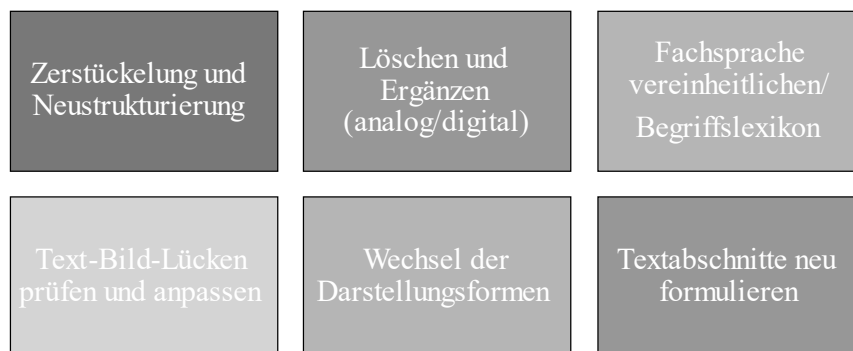 Zerstückelung und
Neustrukturierung
Löschen und
Ergänzen
(analog/digital)
Fachsprache
vereinheitlichen/
Begriffslexikon
Text-Bild-Lücken
prüfen und anpassen
Wechsel der
Darstellungsformen
Textabschnitte neu
formulieren